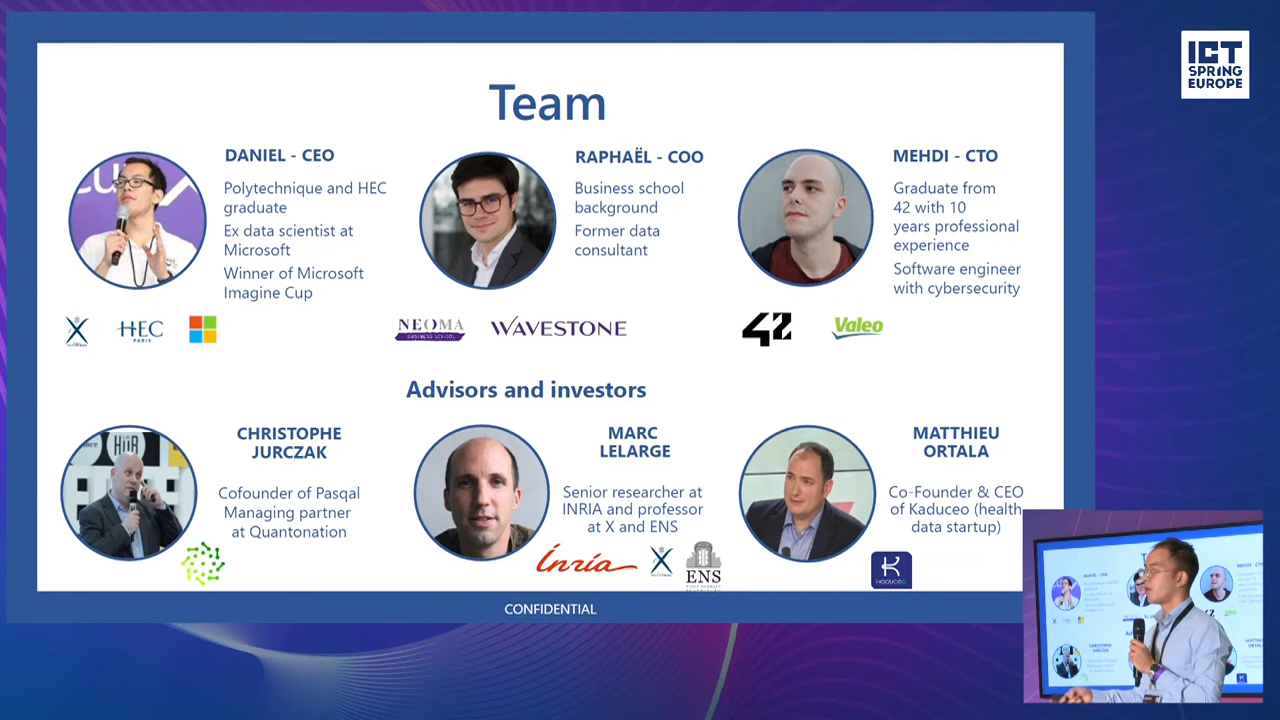 ICT
SPRING
EUROPE
Team
DANIEL - CEO
Polytechnique and HEC
graduate
Ex data scientist at
Microsoft
Winner of Microsoft
Imagine Cup
HEC
PARIS
RAPHAËL - COO
Business school
background
Former data
consultant
NEOMA
BUSINESS SCHOOL
WAVESTONE
MEHDI - CTO
Graduate from
42 with 10
years professional
experience
Software engineer
with cybersecurity
42
Valeo
Advisors and investors
CHRISTOPHE
JURCZAK
Cofounder of Pasqal
Managing partner
at Quantonation
HUB
MARC
LELARGE
Senior researcher at
INRIA and professor
at X and ENS
Inria
ENS
MATTHIEU
ORTALA
Co-Founder & CEO
of Kaduceo (health
data startup)
Kaduceo
CONFIDENTIAL